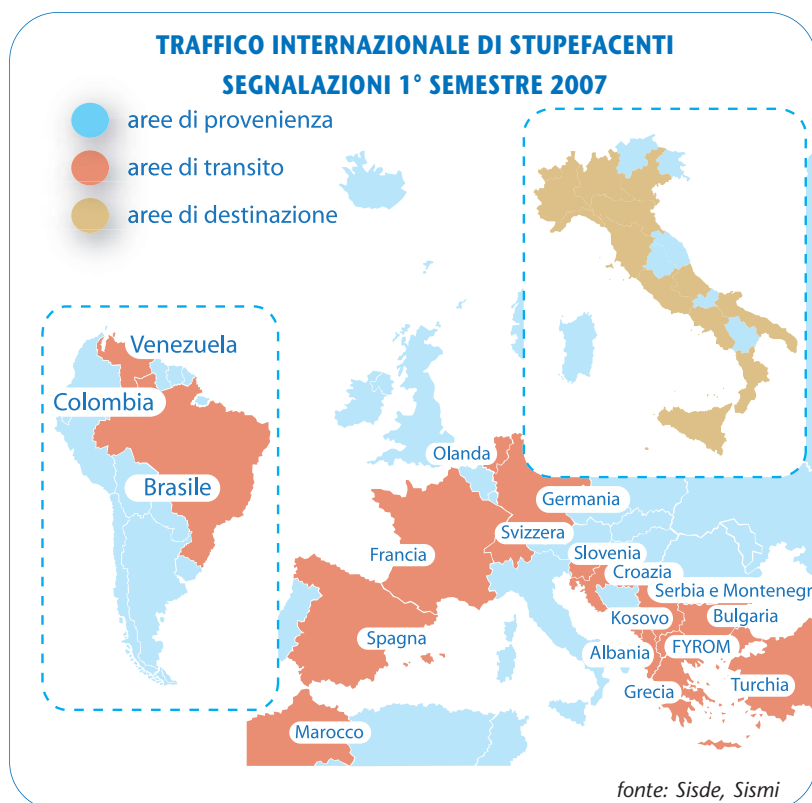 TRAFFICO INTERNAZIONALE DI STUPEFACENTI
SEGNALAZIONI 1° SEMESTRE 2007
aree di provenienza
aree di transito
aree di destinazione
Venezuela
Colombia
Brasile
Olanda
Germania
Svizzera
Francia
Slovenia
Croazia
Serbia e Montenegr
Kosovo
Bulgaria
Spagna
Albania
FYROM
Grecia
Turchia
Marocco
fonte: Sisde, Sismi